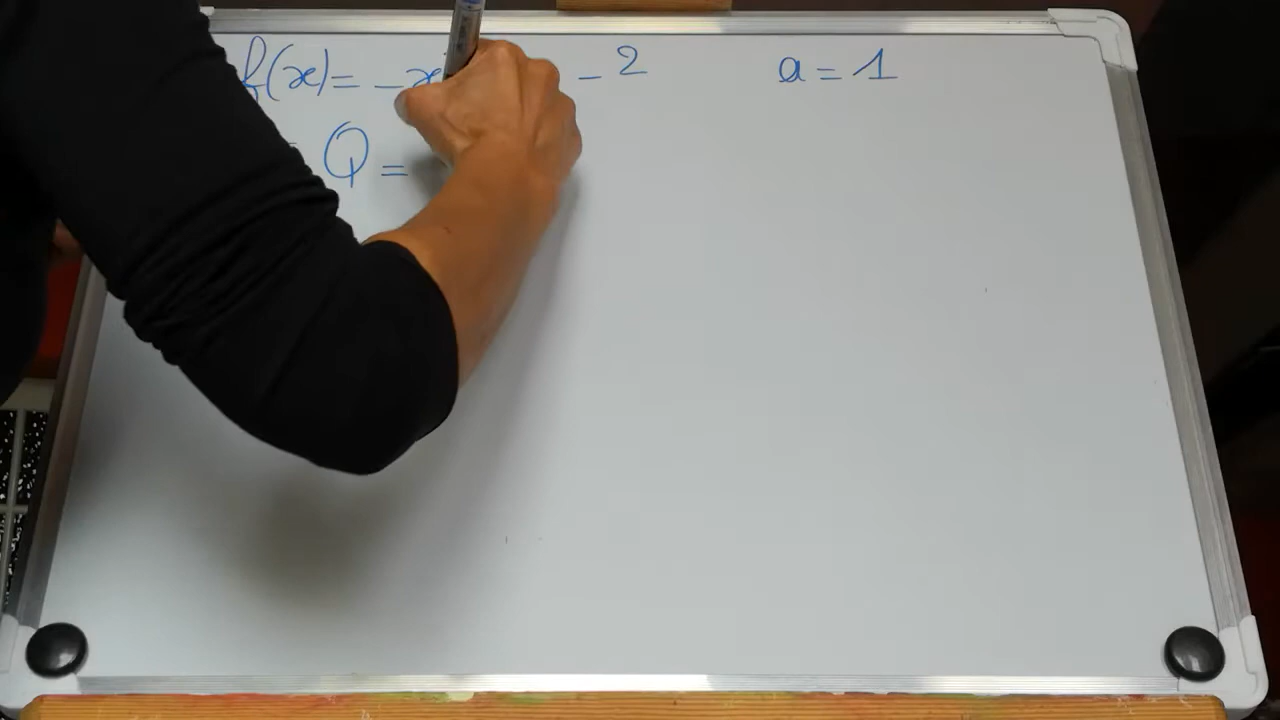 f(x) = -x - 2 a = 1
Q =